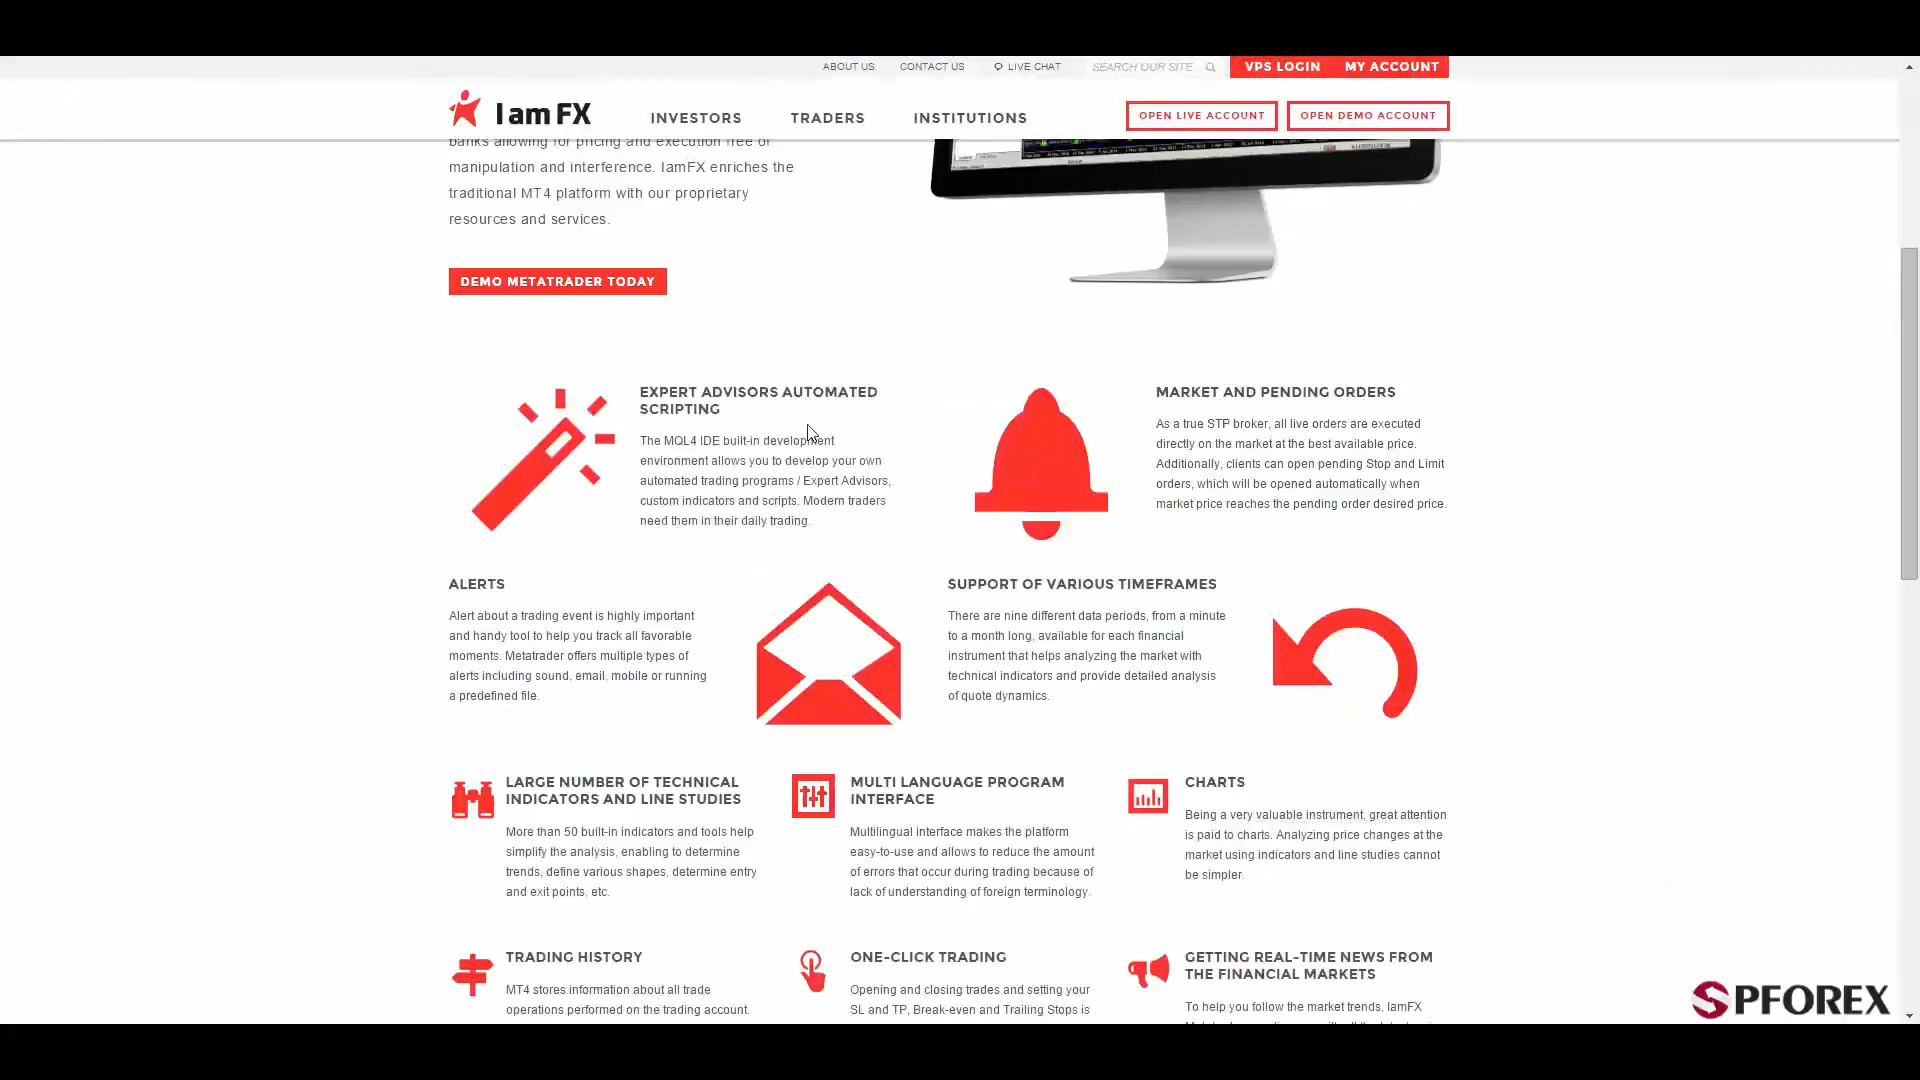 ABOUT US
CONTACT US
LIVE CHAT
SEARCH OUR SITE
VPS LOGIN
MY ACCOUNT
I am FX
INVESTORS
TRADERS
INSTITUTIONS
OPEN LIVE ACCOUNT
OPEN DEMO ACCOUNT
banks allowing for pricing and execution free of
manipulation and interference. IamFX enriches the
traditional MT4 platform with our proprietary
resources and services.
DEMO METATRADER TODAY
EXPERT ADVISORS AUTOMATED
SCRIPTING
The MQL4 IDE built-in development
environment allows you to develop your own
automated trading programs / Expert Advisors,
custom indicators and scripts. Modern traders
need them in their daily trading.
MARKET AND PENDING ORDERS
As a true STP broker, all live orders are executed
directly on the market at the best available price.
Additionally, clients can open pending Stop and Limit
orders, which will be opened automatically when
market price reaches the pending order desired price.
ALERTS
Alert about a trading event is highly important
and handy tool to help you track all favorable
moments. Metatrader offers multiple types of
alerts including sound, email, mobile or running
a predefined file.
SUPPORT OF VARIOUS TIMEFRAMES
There are nine different data periods, from a minute
to a month long, available for each financial
instrument that helps analyzing the market with
technical indicators and provide detailed analysis
of quote dynamics.
LARGE NUMBER OF TECHNICAL
INDICATORS AND LINE STUDIES
More than 50 built-in indicators and tools help
simplify the analysis, enabling to determine
trends, define various shapes, determine entry
and exit points, etc.
MULTI LANGUAGE PROGRAM
INTERFACE
Multilingual interface makes the platform
easy-to-use and allows to reduce the amount
of errors that occur during trading because of
lack of understanding of foreign terminology.
CHARTS
Being a very valuable instrument, great attention
is paid to charts. Analyzing price changes at the
market using indicators and line studies cannot
be simpler.
TRADING HISTORY
MT4 stores information about all trade
operations performed on the trading account.
ONE-CLICK TRADING
Opening and closing trades and setting your
SL and TP, Break-even and Trailing Stops is
GETTING REAL-TIME NEWS FROM
THE FINANCIAL MARKETS
To help you follow the market trends, IamFX
SPFOREX